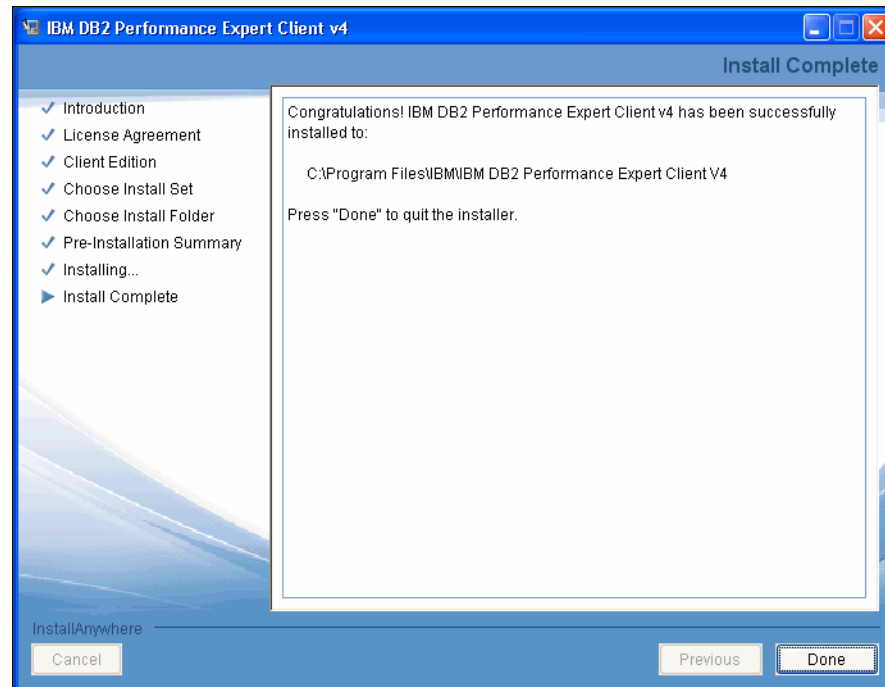 IBM DB2 Performance Expert Client v4
Install Complete
Introduction
License Agreement
Client Edition
Choose Install Set
Choose Install Folder
Pre-Installation Summary
Installing...
Install Complete
Congratulations! IBM DB2 Performance Expert Client v4 has been successfully
installed to:
C:\Program Files\IBM\IBM DB2 Performance Expert Client V4
Press "Done" to quit the installer.
InstallAnywhere
Cancel
Previous
Done